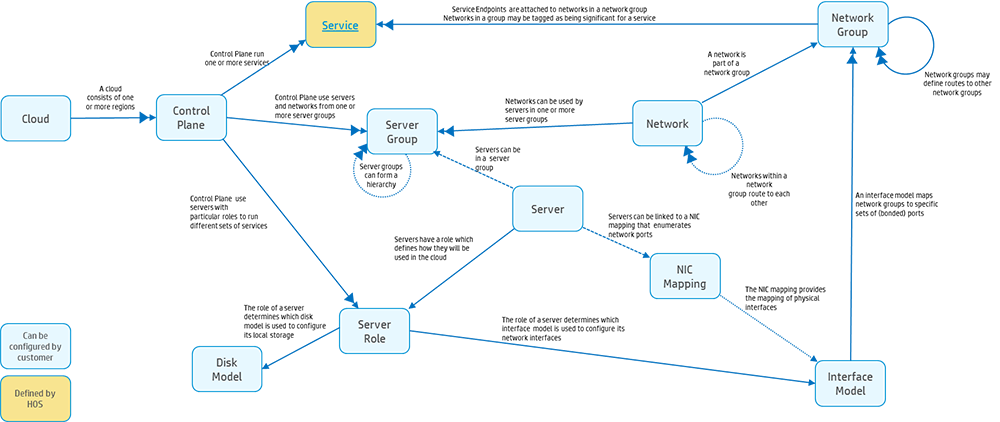 Service Endpoints are attached to networks in a network group
Networks in a group may be tagged as being significant for a service
Service
Network
Group
Control Plane run
one or more services
A network is
part of a
network group
Network groups may
define routes to other
network groups
A cloud
consists of one
or more regions
Cloud
Control
Plane
Control Plane use servers
and networks from one or
more server groups
Server
Group
Networks can be used by
servers in one or more
server groups
Network
Servers can be
in a server
group
Server groups
can form a
hierarchy
Networks within a
network
group route to each
other
Control Plane use
servers with
particular roles to run
different sets of services
Server
An interface model maps
network groups to specific
sets of (bonded) ports
Servers can be linked to a NIC
mapping that enumerates
network ports
Servers have a role which
defines how they will be
used in the cloud
NIC
Mapping
The NIC mapping provides
the mapping of physical
interfaces
The role of a server
determines which disk
model is used to configure
its local storage
Server
Role
The role of a server determines which
interface model is used to configure its
network interfaces
Can be
configured by
customer
Disk
Model
Interface
Model
Defined by
HOS